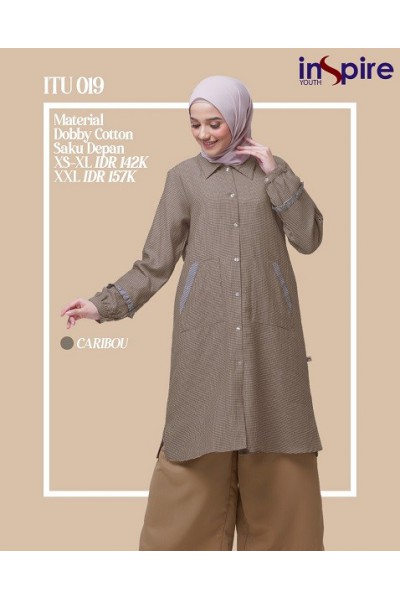 inSpire
YOUTH
ITU 019
Material
Dobby Cotton
Saku Depan
XS-XL IDR 142K
XXL IDR 157K
CARIBOU